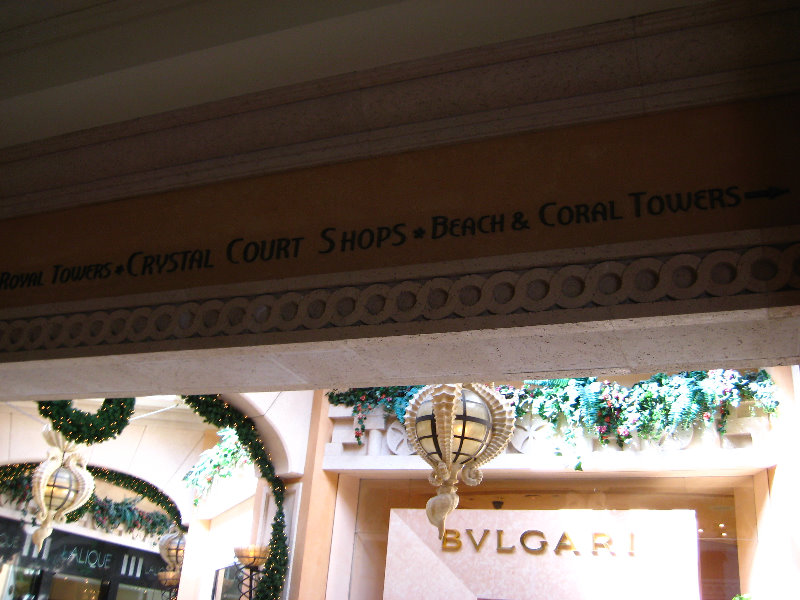 ROYAL TOWERS * CRYSTAL COURT SHOPS * BEACH & CORAL TOWERS
BVLGARI
LALIQUE